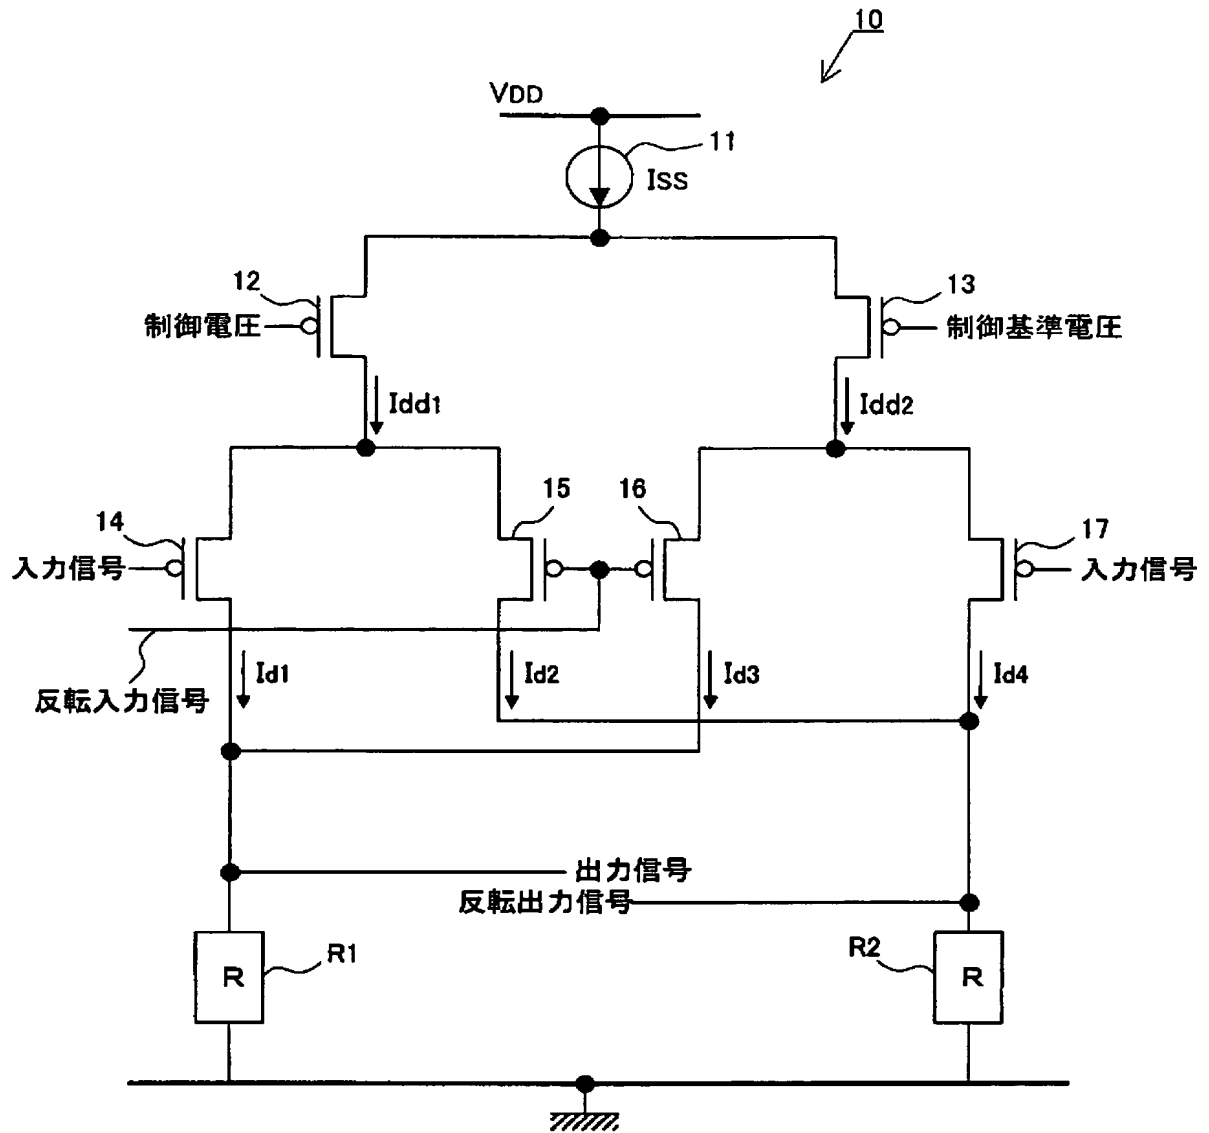 10
VDD
11
ISS
12
13
制御電圧
制御基準電圧
Idd1
Idd2
14
15
16
17
入力信号
入力信号
Id1
Id2
Id3
Id4
反転入力信号
出力信号
反転出力信号
R1
R2
R
R